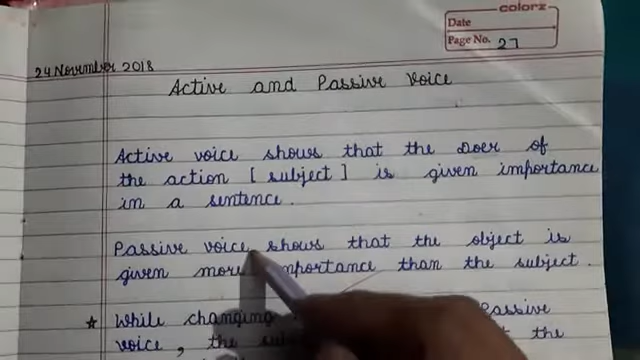 colorz
Date
Page No. 27
24 November 2018
Active and Passive Voice
Active voice shows that the Doer of
the action [ subject ] is given importance
in a sentence.
Passive voice shows that the object is
given more importance than the subject.
☆ While changing Passive
voice, the the